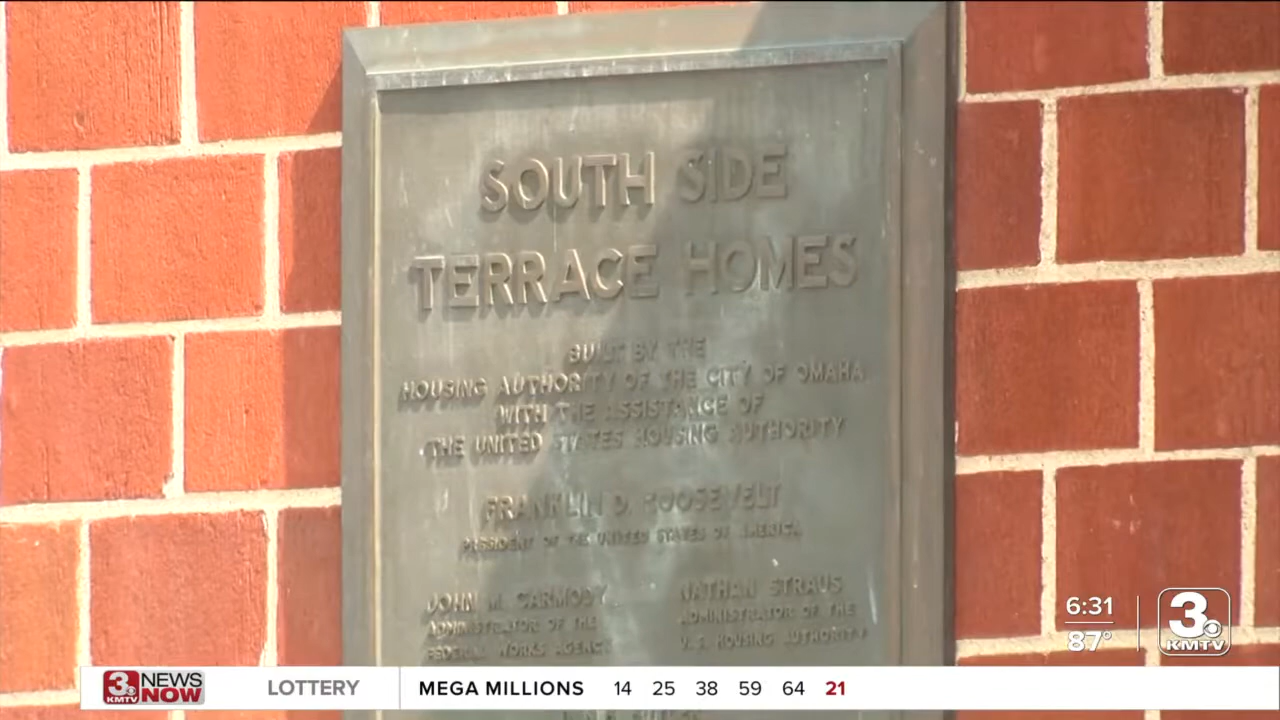 SOUTH SIDE
TERRACE HOMES
BUILT BY THE
HOUSING AUTHORITY OF THE CITY OF OMAHA
WITH THE ASSISTANCE OF
THE UNITED STATES HOUSING AUTHORITY
FRANKLIN D. ROOSEVELT
PRESIDENT OF THE UNITED STATES OF AMERICA
JOHN M. CARMODY
ADMINISTRATOR OF THE
FEDERAL WORKS AGENCY
NATHAN STRAUS
ADMINISTRATOR OF THE
U. S. HOUSING AUTHORITY
6:31
87°
3
KMTV
3 KMTV NEWS NOW
LOTTERY
MEGA MILLIONS 14 25 38 59 64 21